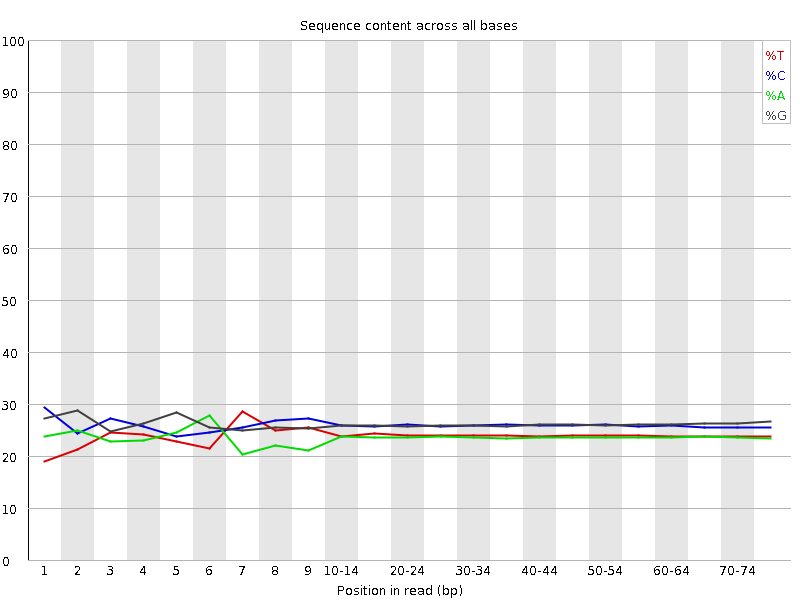 Sequence content across all bases
100
90
80
70
60
50
40
30
20
10
0
%T
%C
%A
%G
1 2 3 4 5 6 7 8 9 10-14 20-24 30-34 40-44 50-54 60-64 70-74
Position in read (bp)